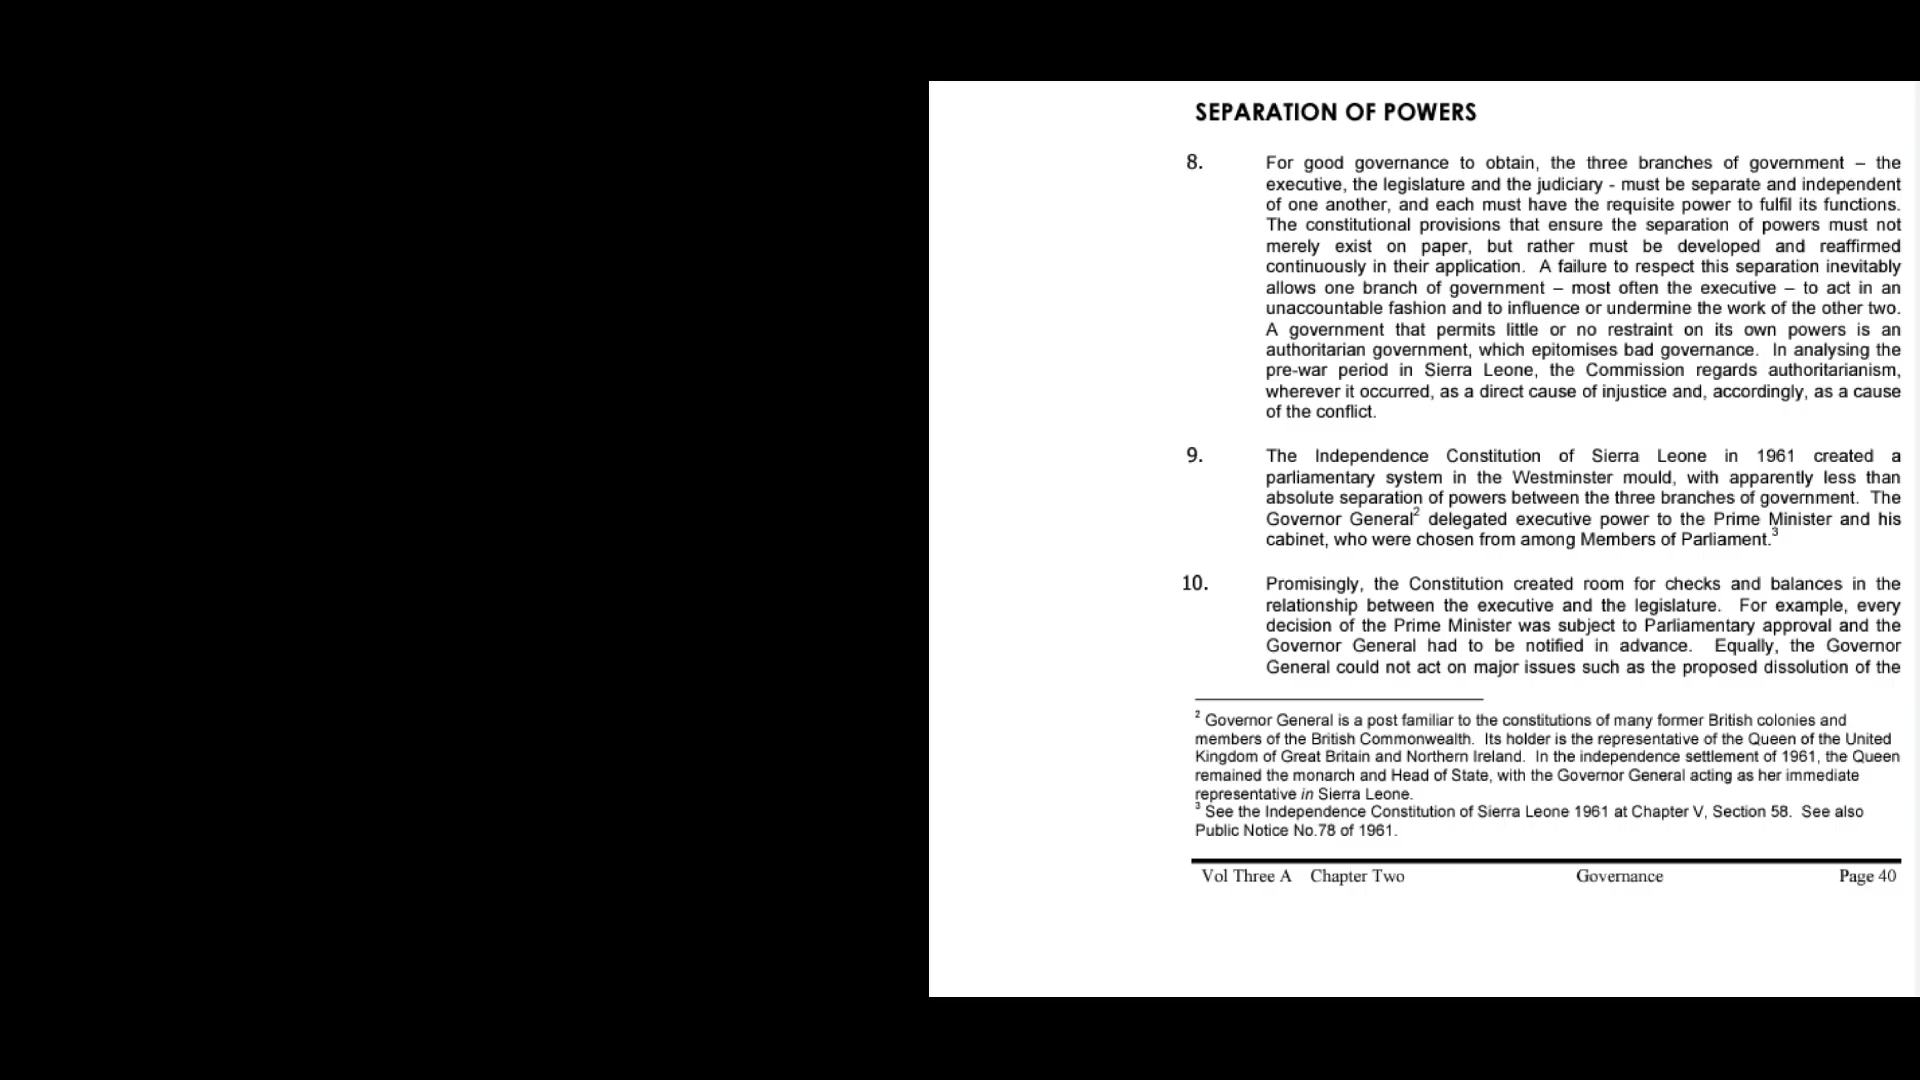 SEPARATION OF POWERS
8. For good governance to obtain, the three branches of government – the
executive, the legislature and the judiciary - must be separate and independent
of one another, and each must have the requisite power to fulfil its functions.
The constitutional provisions that ensure the separation of powers must not
merely exist on paper, but rather must be developed and reaffirmed
continuously in their application. A failure to respect this separation inevitably
allows one branch of government – most often the executive – to act in an
unaccountable fashion and to influence or undermine the work of the other two.
A government that permits little or no restraint on its own powers is an
authoritarian government, which epitomises bad governance. In analysing the
pre-war period in Sierra Leone, the Commission regards authoritarianism,
wherever it occurred, as a direct cause of injustice and, accordingly, as a cause
of the conflict.
9. The Independence Constitution of Sierra Leone in 1961 created a
parliamentary system in the Westminster mould, with apparently less than
absolute separation of powers between the three branches of government. The
Governor General² delegated executive power to the Prime Minister and his
cabinet, who were chosen from among Members of Parliament.³
10. Promisingly, the Constitution created room for checks and balances in the
relationship between the executive and the legislature. For example, every
decision of the Prime Minister was subject to Parliamentary approval and the
Governor General had to be notified in advance. Equally, the Governor
General could not act on major issues such as the proposed dissolution of the
² Governor General is a post familiar to the constitutions of many former British colonies and
members of the British Commonwealth. Its holder is the representative of the Queen of the United
Kingdom of Great Britain and Northern Ireland. In the independence settlement of 1961, the Queen
remained the monarch and Head of State, with the Governor General acting as her immediate
representative in Sierra Leone.
³ See the Independence Constitution of Sierra Leone 1961 at Chapter V, Section 58. See also
Public Notice No.78 of 1961.
Vol Three A Chapter Two Governance Page 40